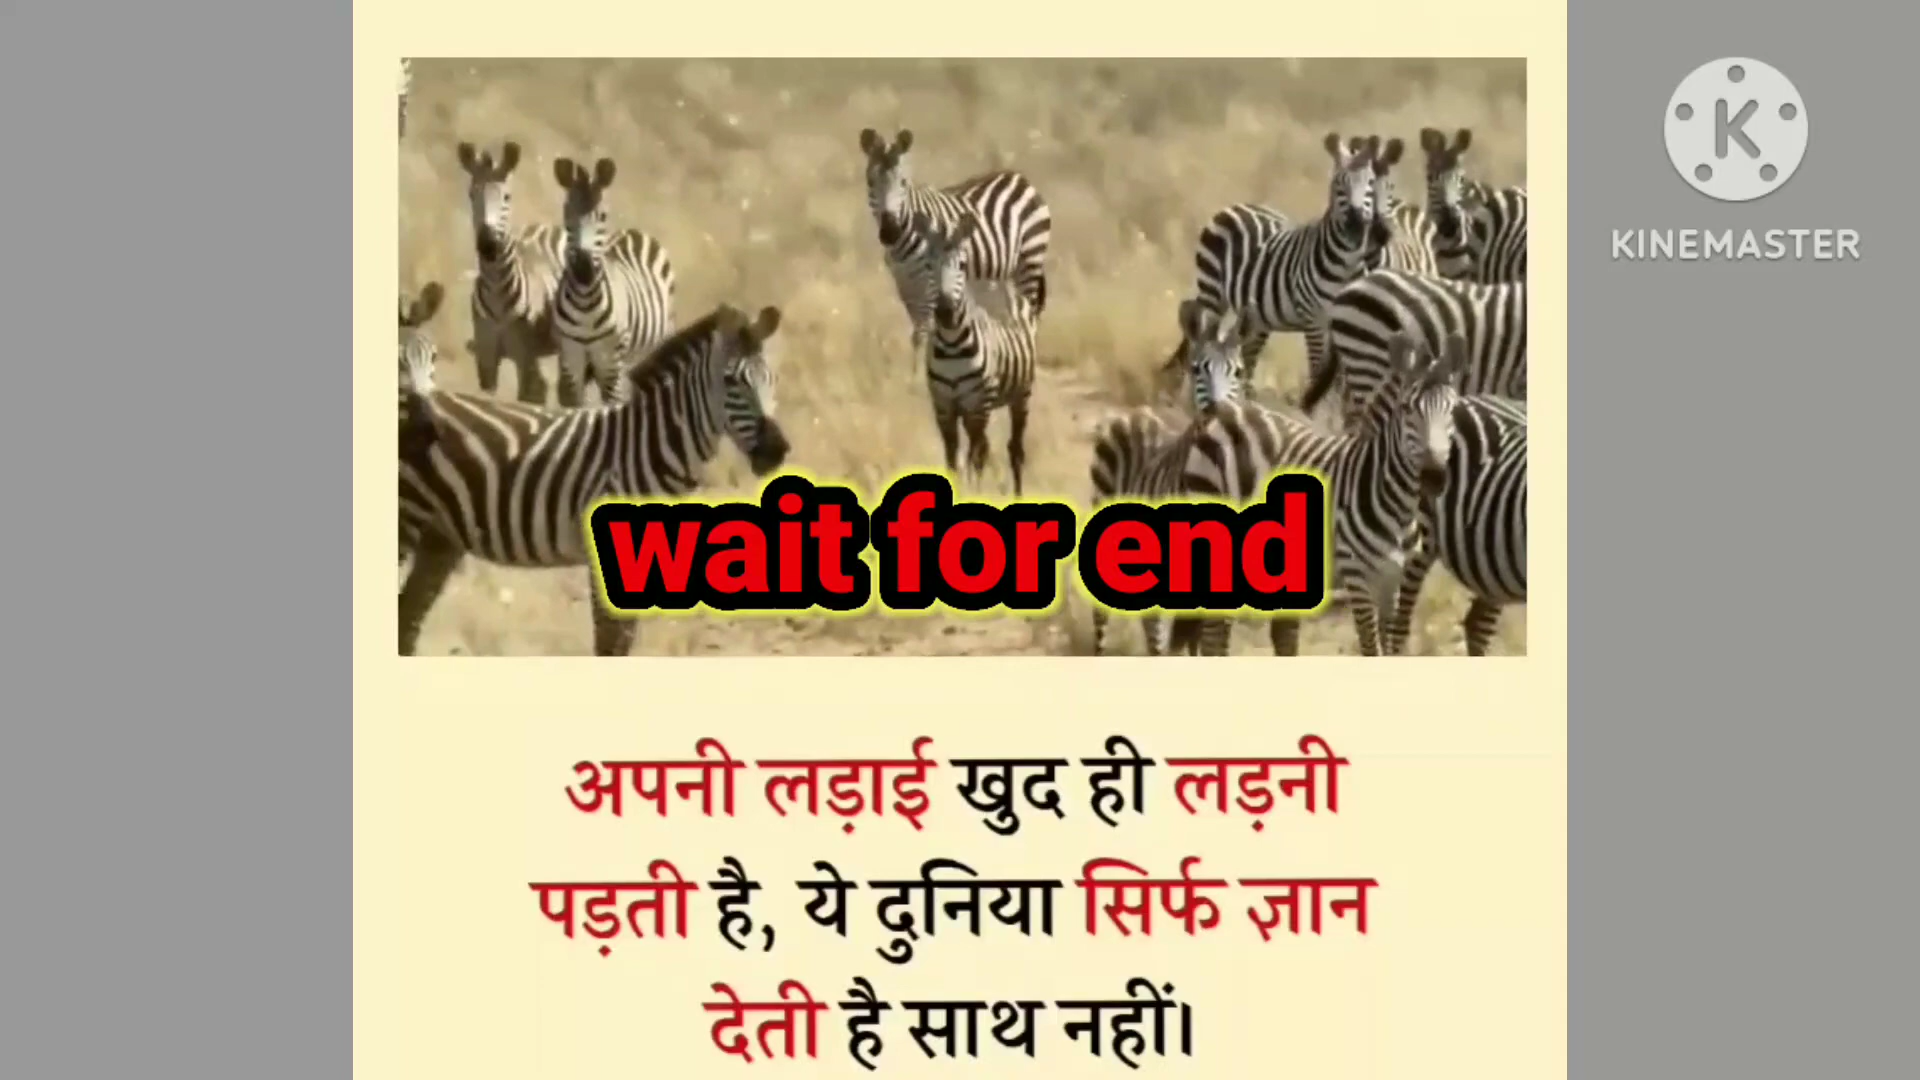 K
KINEMASTER
wait for end
अपनी लड़ाई खुद ही लड़नी
पड़ती है, ये दुनिया सिर्फ ज्ञान
देती है साथ नहीं।